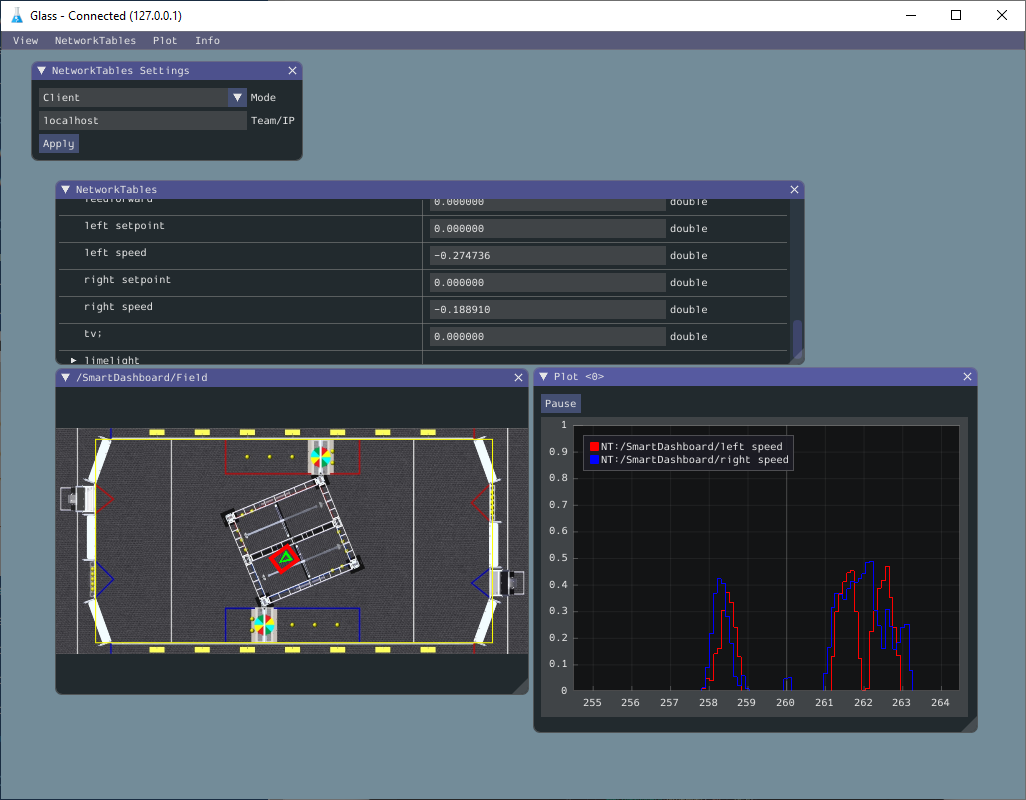 Glass - Connected (127.0.0.1)
View NetworkTables Plot Info
NetworkTables Settings
Client Mode
localhost Team/IP
Apply
NetworkTables
feedforward 0.000000 double
left setpoint 0.000000 double
left speed -0.274736 double
right setpoint 0.000000 double
right speed -0.188910 double
tv; 0.000000 double
limelight
/SmartDashboard/Field
Plot <0>
Pause
NT:/SmartDashboard/left speed
NT:/SmartDashboard/right speed
1
0.9
0.8
0.7
0.6
0.5
0.4
0.3
0.2
0.1
0
255 256 257 258 259 260 261 262 263 264